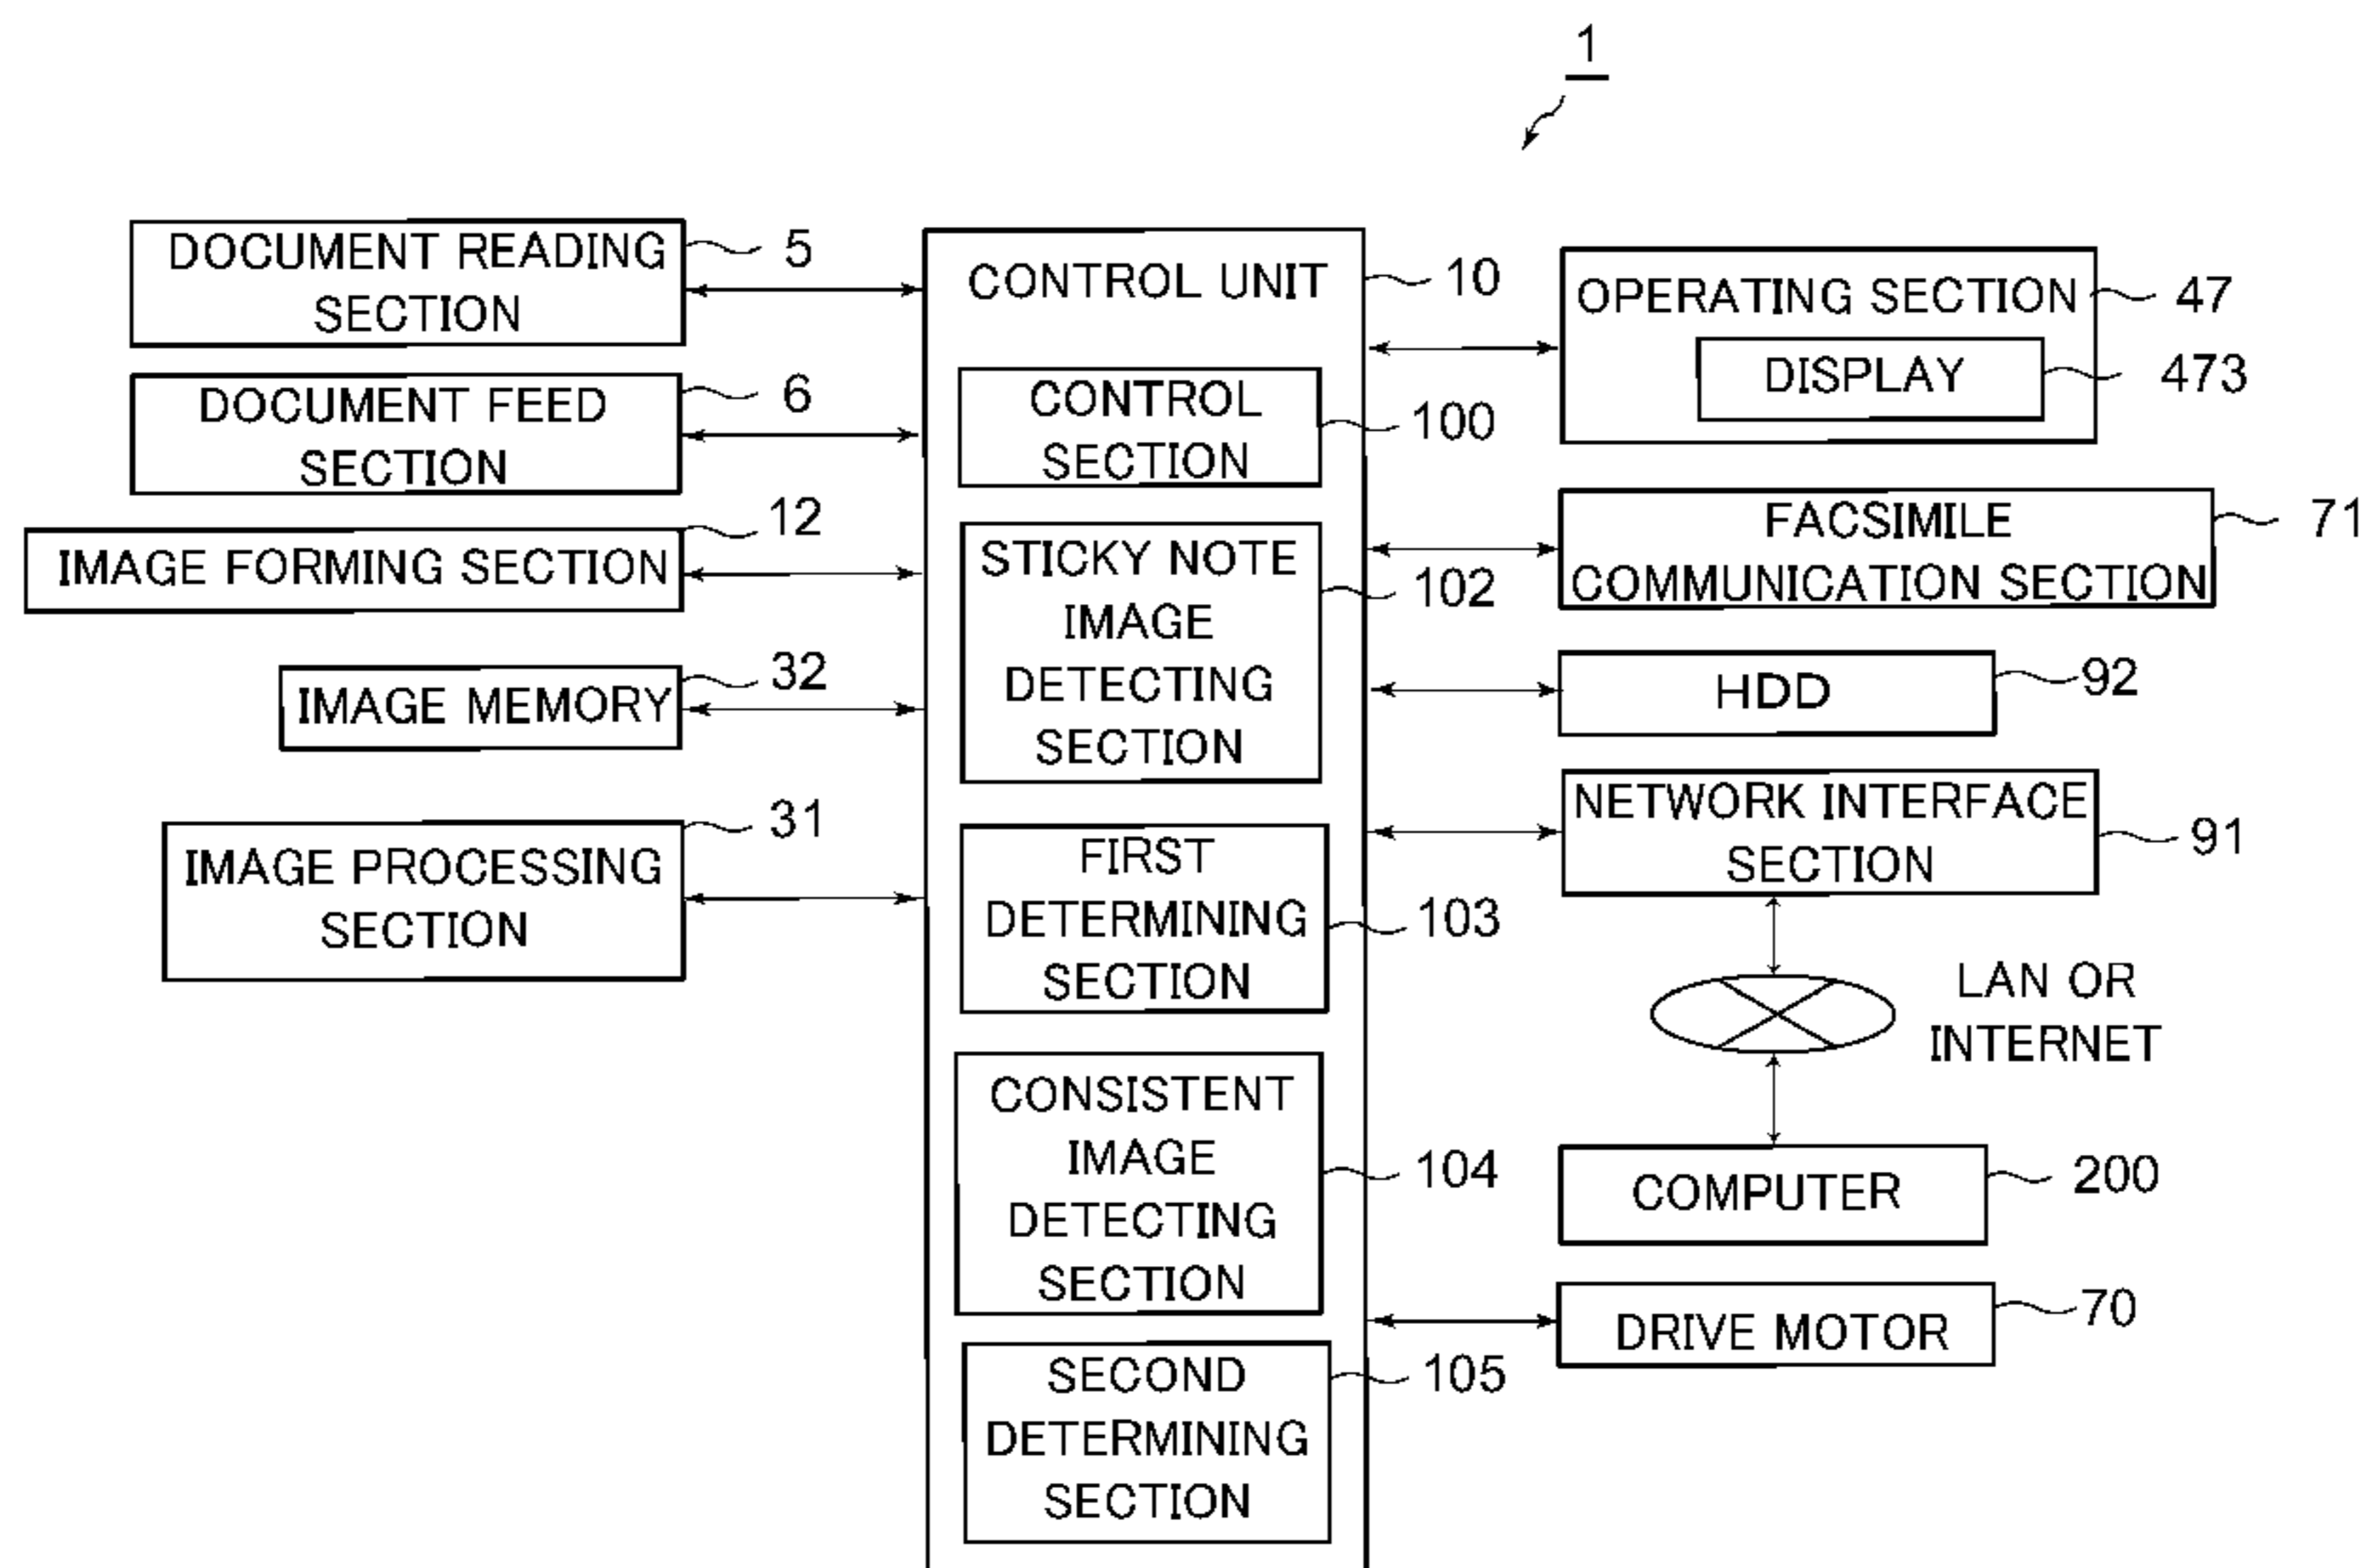 1
DOCUMENT READING
SECTION
5
DOCUMENT FEED
SECTION
6
IMAGE FORMING SECTION
12
IMAGE MEMORY
32
IMAGE PROCESSING
SECTION
31
CONTROL UNIT
10
CONTROL
SECTION
100
STICKY NOTE
IMAGE
DETECTING
SECTION
102
FIRST
DETERMINING
SECTION
103
CONSISTENT
IMAGE
DETECTING
SECTION
104
SECOND
DETERMINING
SECTION
105
OPERATING SECTION
47
DISPLAY
473
FACSIMILE
COMMUNICATION SECTION
71
HDD
92
NETWORK INTERFACE
SECTION
91
LAN OR
INTERNET
COMPUTER
200
DRIVE MOTOR
70